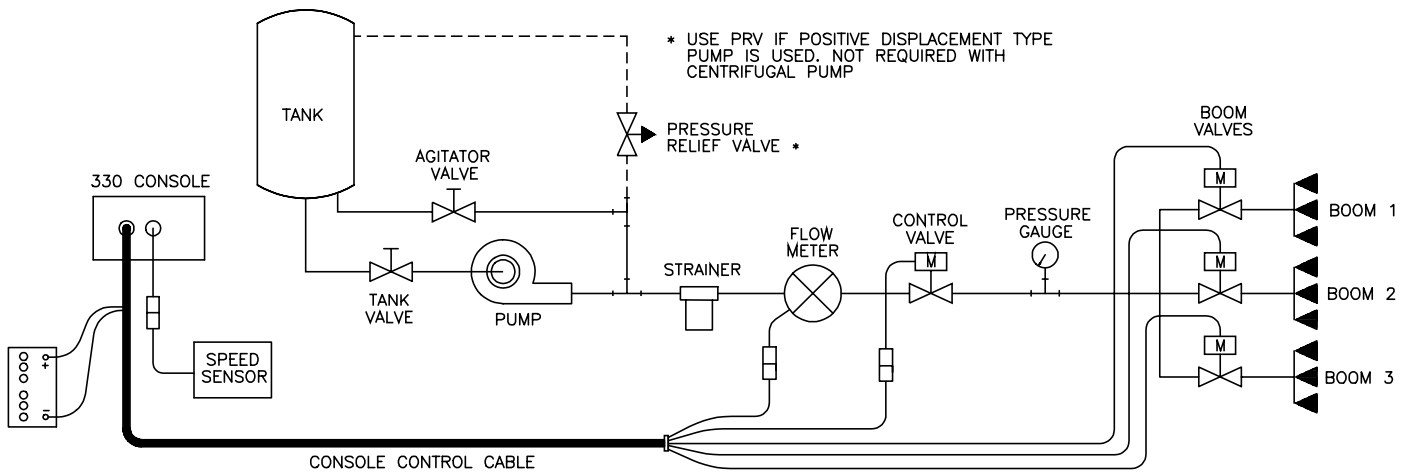 * USE PRV IF POSITIVE DISPLACEMENT TYPE
PUMP IS USED. NOT REQUIRED WITH
CENTRIFUGAL PUMP
TANK
PRESSURE
RELIEF VALVE *
BOOM
VALVES
AGITATOR
VALVE
330 CONSOLE
M
BOOM 1
CONTROL
VALVE
PRESSURE
GAUGE
FLOW
METER
M
M
STRAINER
BOOM 2
TANK
VALVE
PUMP
M
SPEED
SENSOR
+
-
BOOM 3
CONSOLE CONTROL CABLE